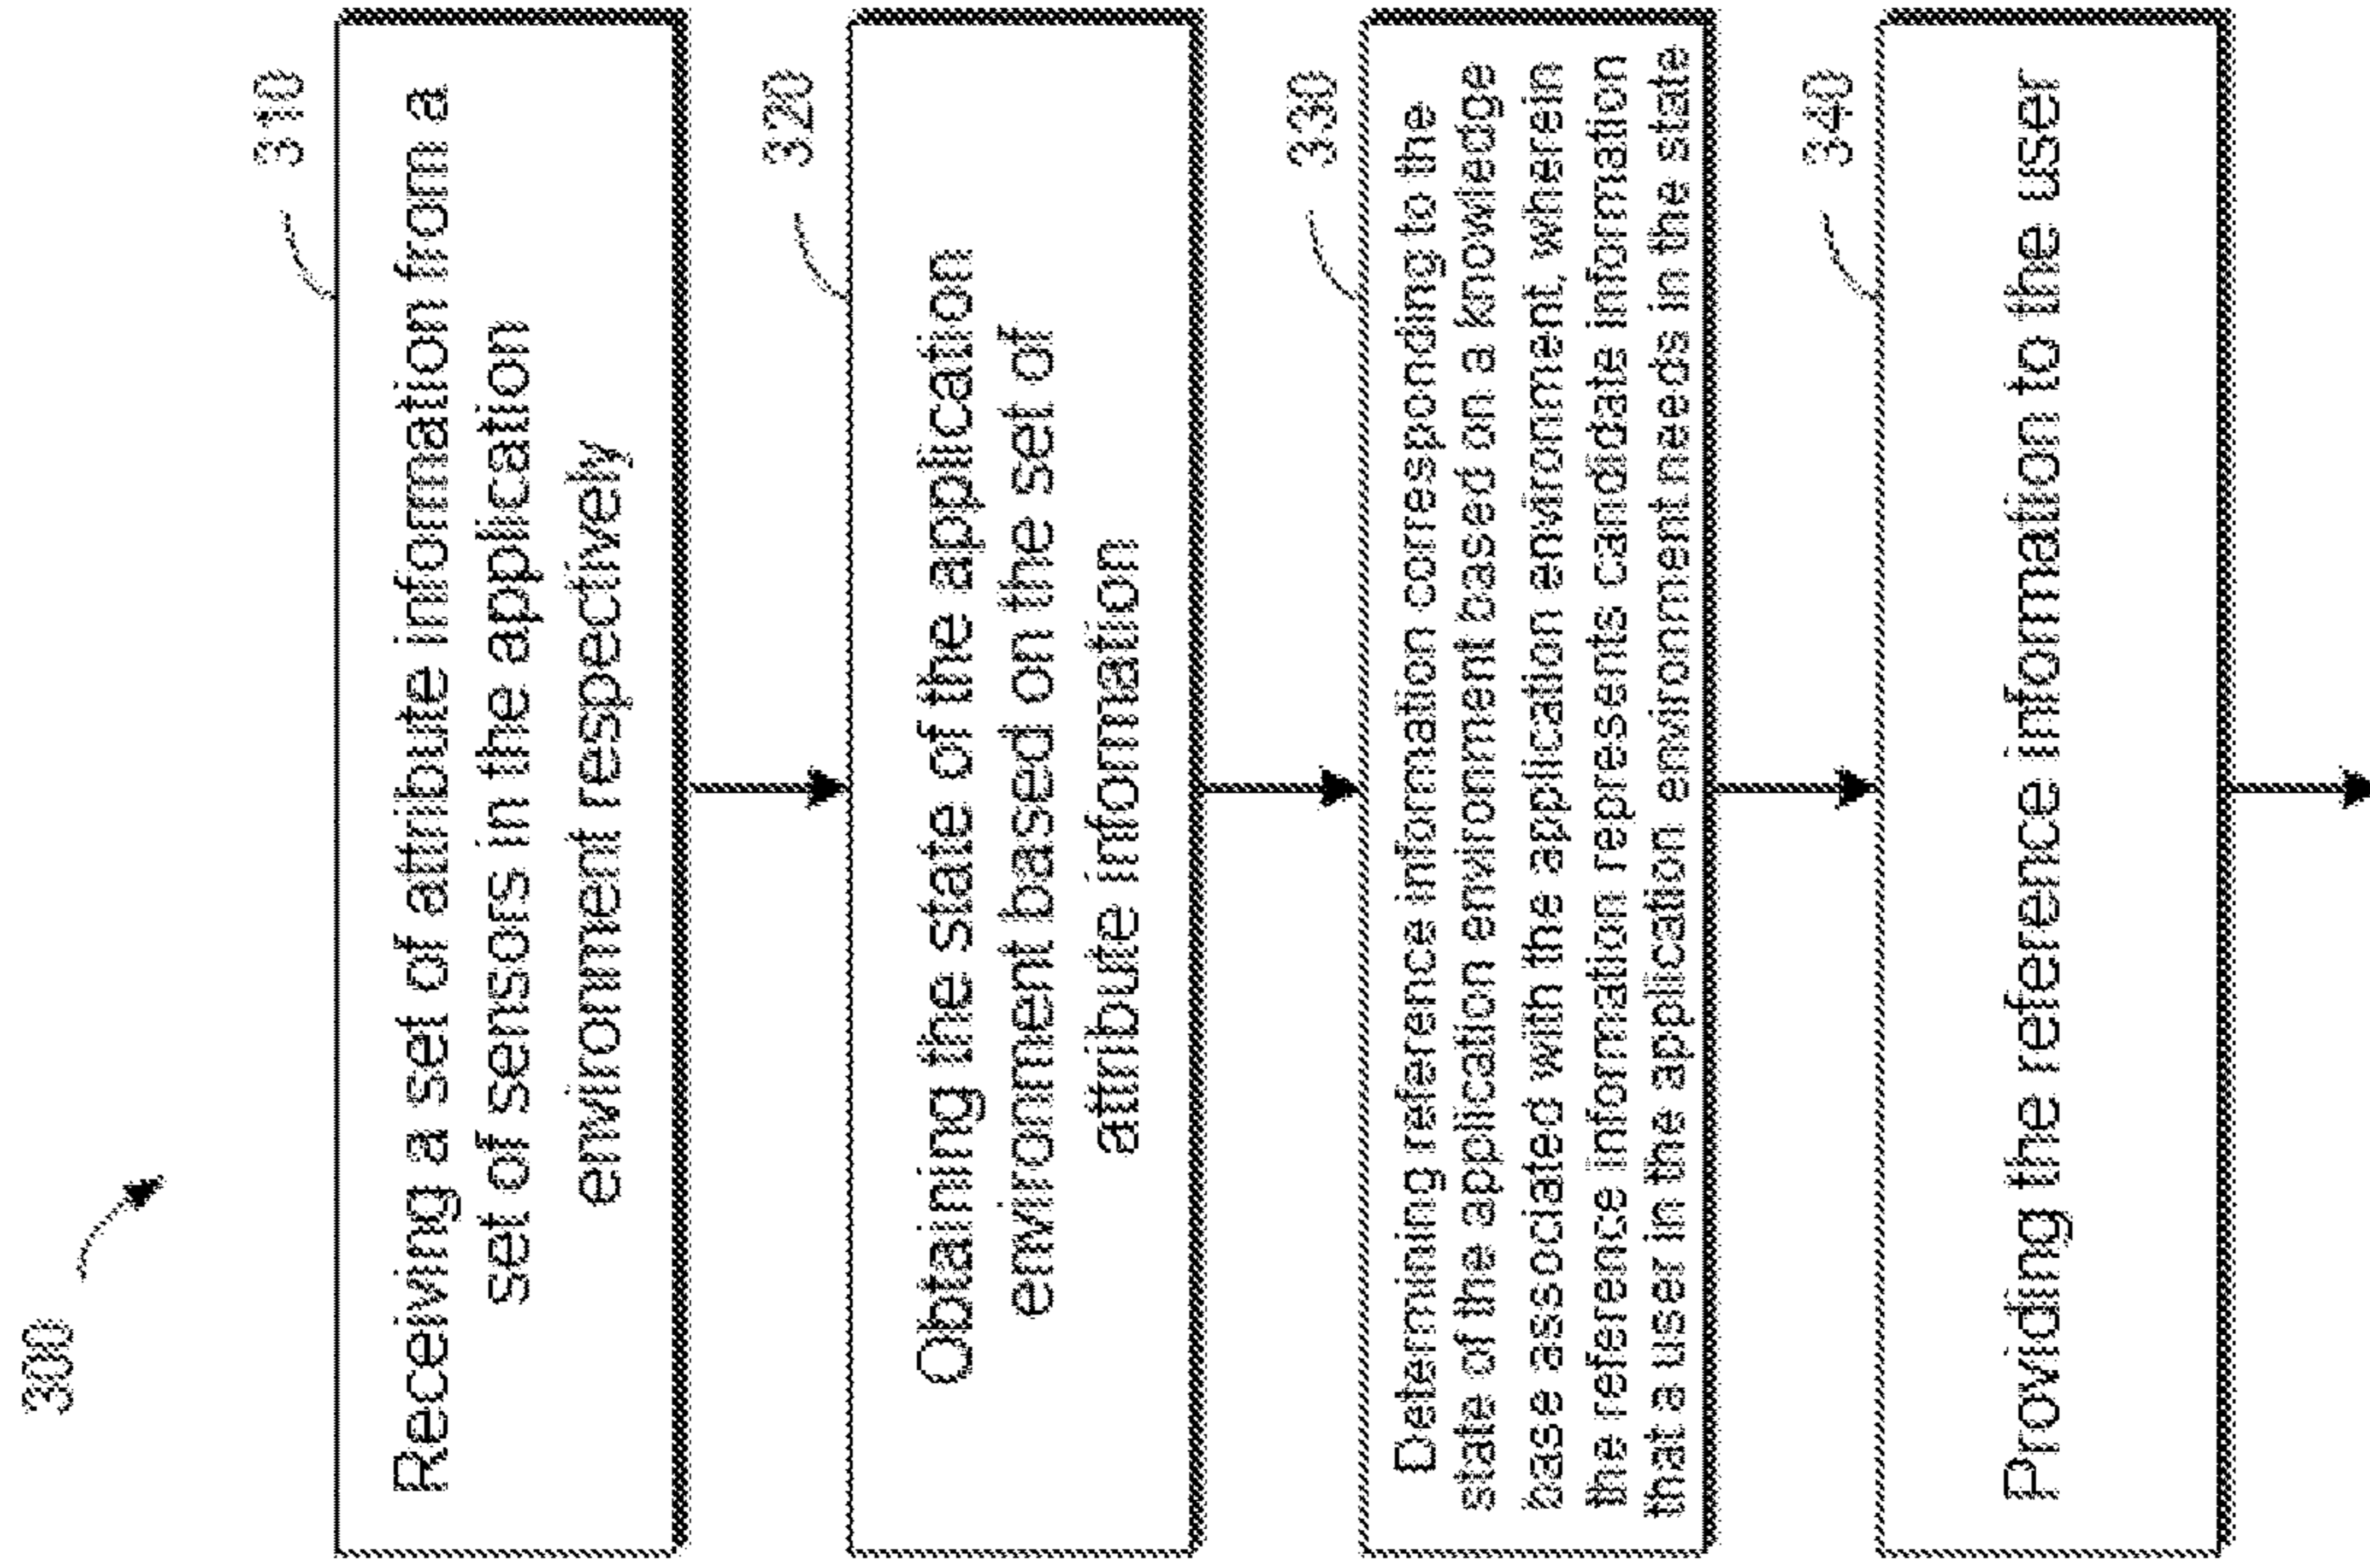 300
310
Receiving a set of attribute information from a
set of sensors in the application
environment respectively
320
Obtaining the state of the application
environment based on the set of
attribute information
330
Determining reference information corresponding to the
state of the application environment based on a knowledge
base associated with the application environment, wherein
the reference information represents candidate information
that a user in the application environment needs in the state
340
Providing the reference information to the user